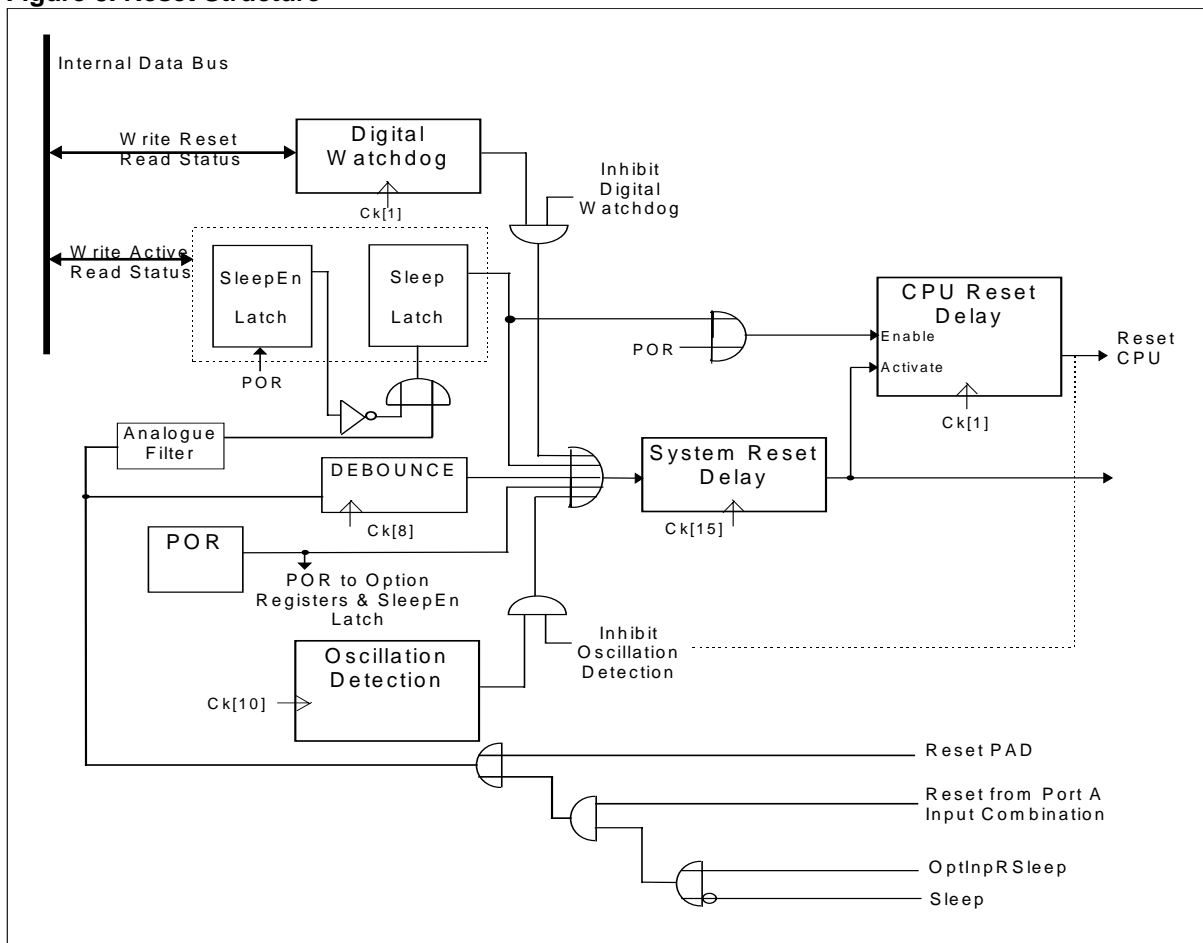 Internal Data Bus
Write Reset
Read Status
Digital
Watchdog
Ck[1]
Inhibit
Digital
Watchdog
Write Active
Read Status
SleepEn
Latch
Sleep
Latch
POR
POR
CPU Reset
Delay
Enable
Activate
Ck[1]
Reset
CPU
Analogue
Filter
DEBOUNCE
Ck[8]
System Reset
Delay
Ck[15]
POR
POR to Option
Registers & SleepEn
Latch
Inhibit
Oscillation
Detection
Oscillation
Detection
Ck[10]
Reset PAD
Reset from Port A
Input Combination
OptInpRSleep
Sleep